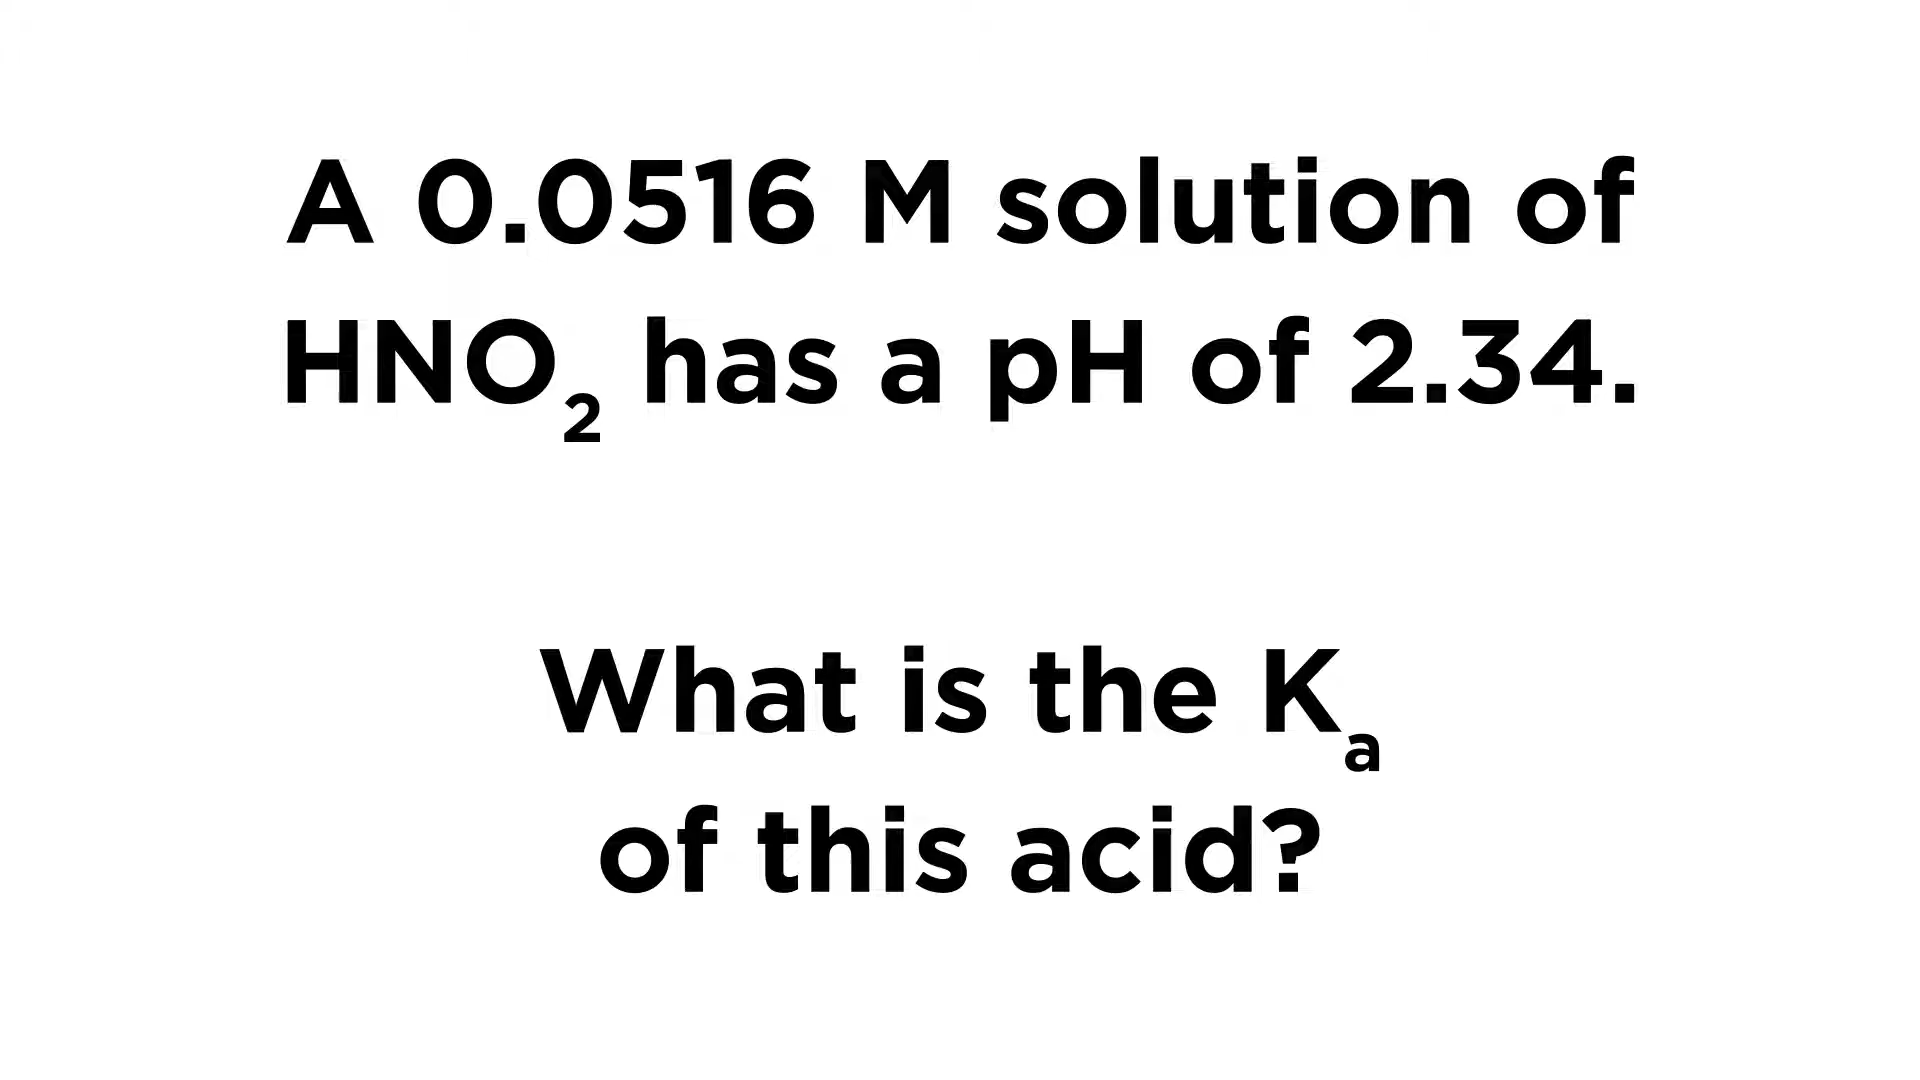 A 0.0516 M solution of
HNO₂ has a pH of 2.34.
What is the Kₐ
of this acid?